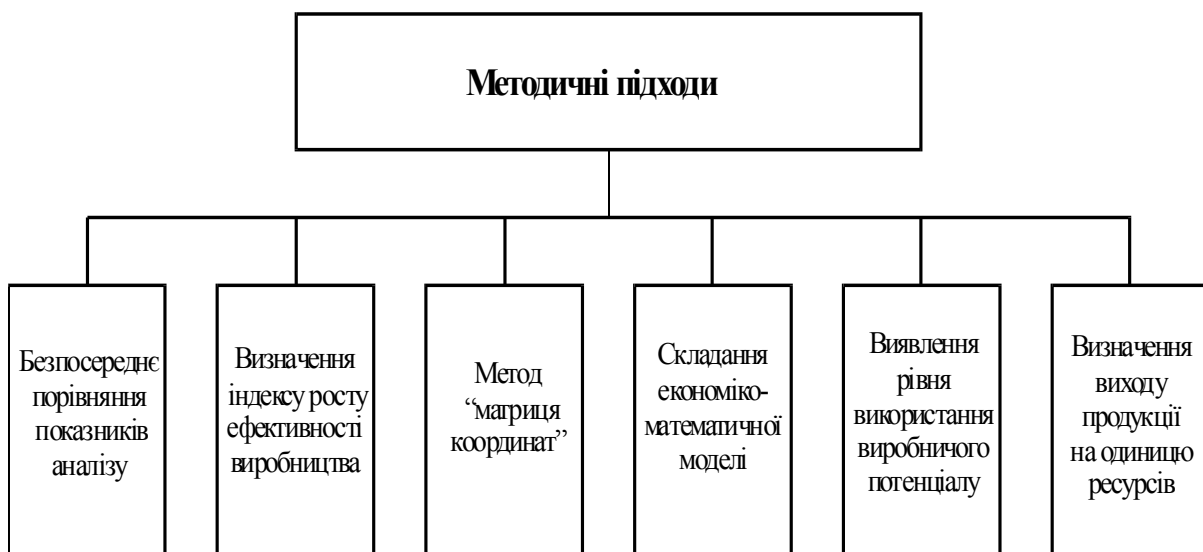 Методичні підходи
Безпосереднє
порівняння
показників
аналізу
Визначення
індексу росту
ефективності
виробництва
Метод
“матриця
координат”
Складання
економіко-
математичної
моделі
Виявлення
рівня
використання
виробничого
потенціалу
Визначення
виходу
продукції
на одиницю
ресурсів